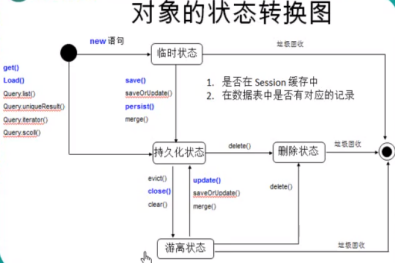 对象的状态转换图
new 语句
临时状态
垃圾回收
get()
Load()
Query.list()
Query.uniqueResult()
Query.iterator()
Query.scoll()
save()
saveOrUpdate()
persist()
merge()
1. 是否在 Session 缓存中
2. 在数据表中是否有对应的记录
持久化状态
delete()
删除状态
垃圾回收
evict()
close()
clear()
update()
saveOrUpdate()
merge()
delete()
游离状态
垃圾回收